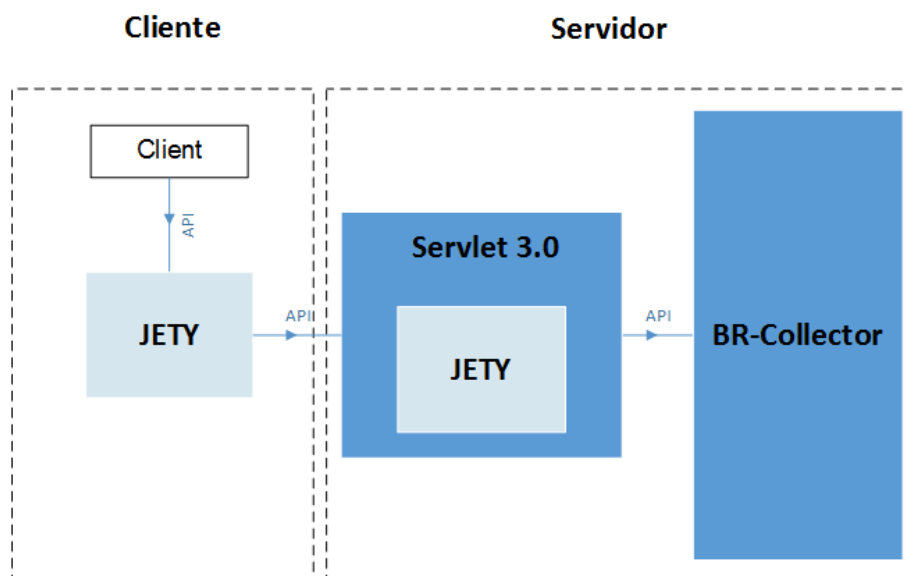 Cliente
Servidor
Client
API
Servlet 3.0
JETY
API
JETY
API
BR-Collector